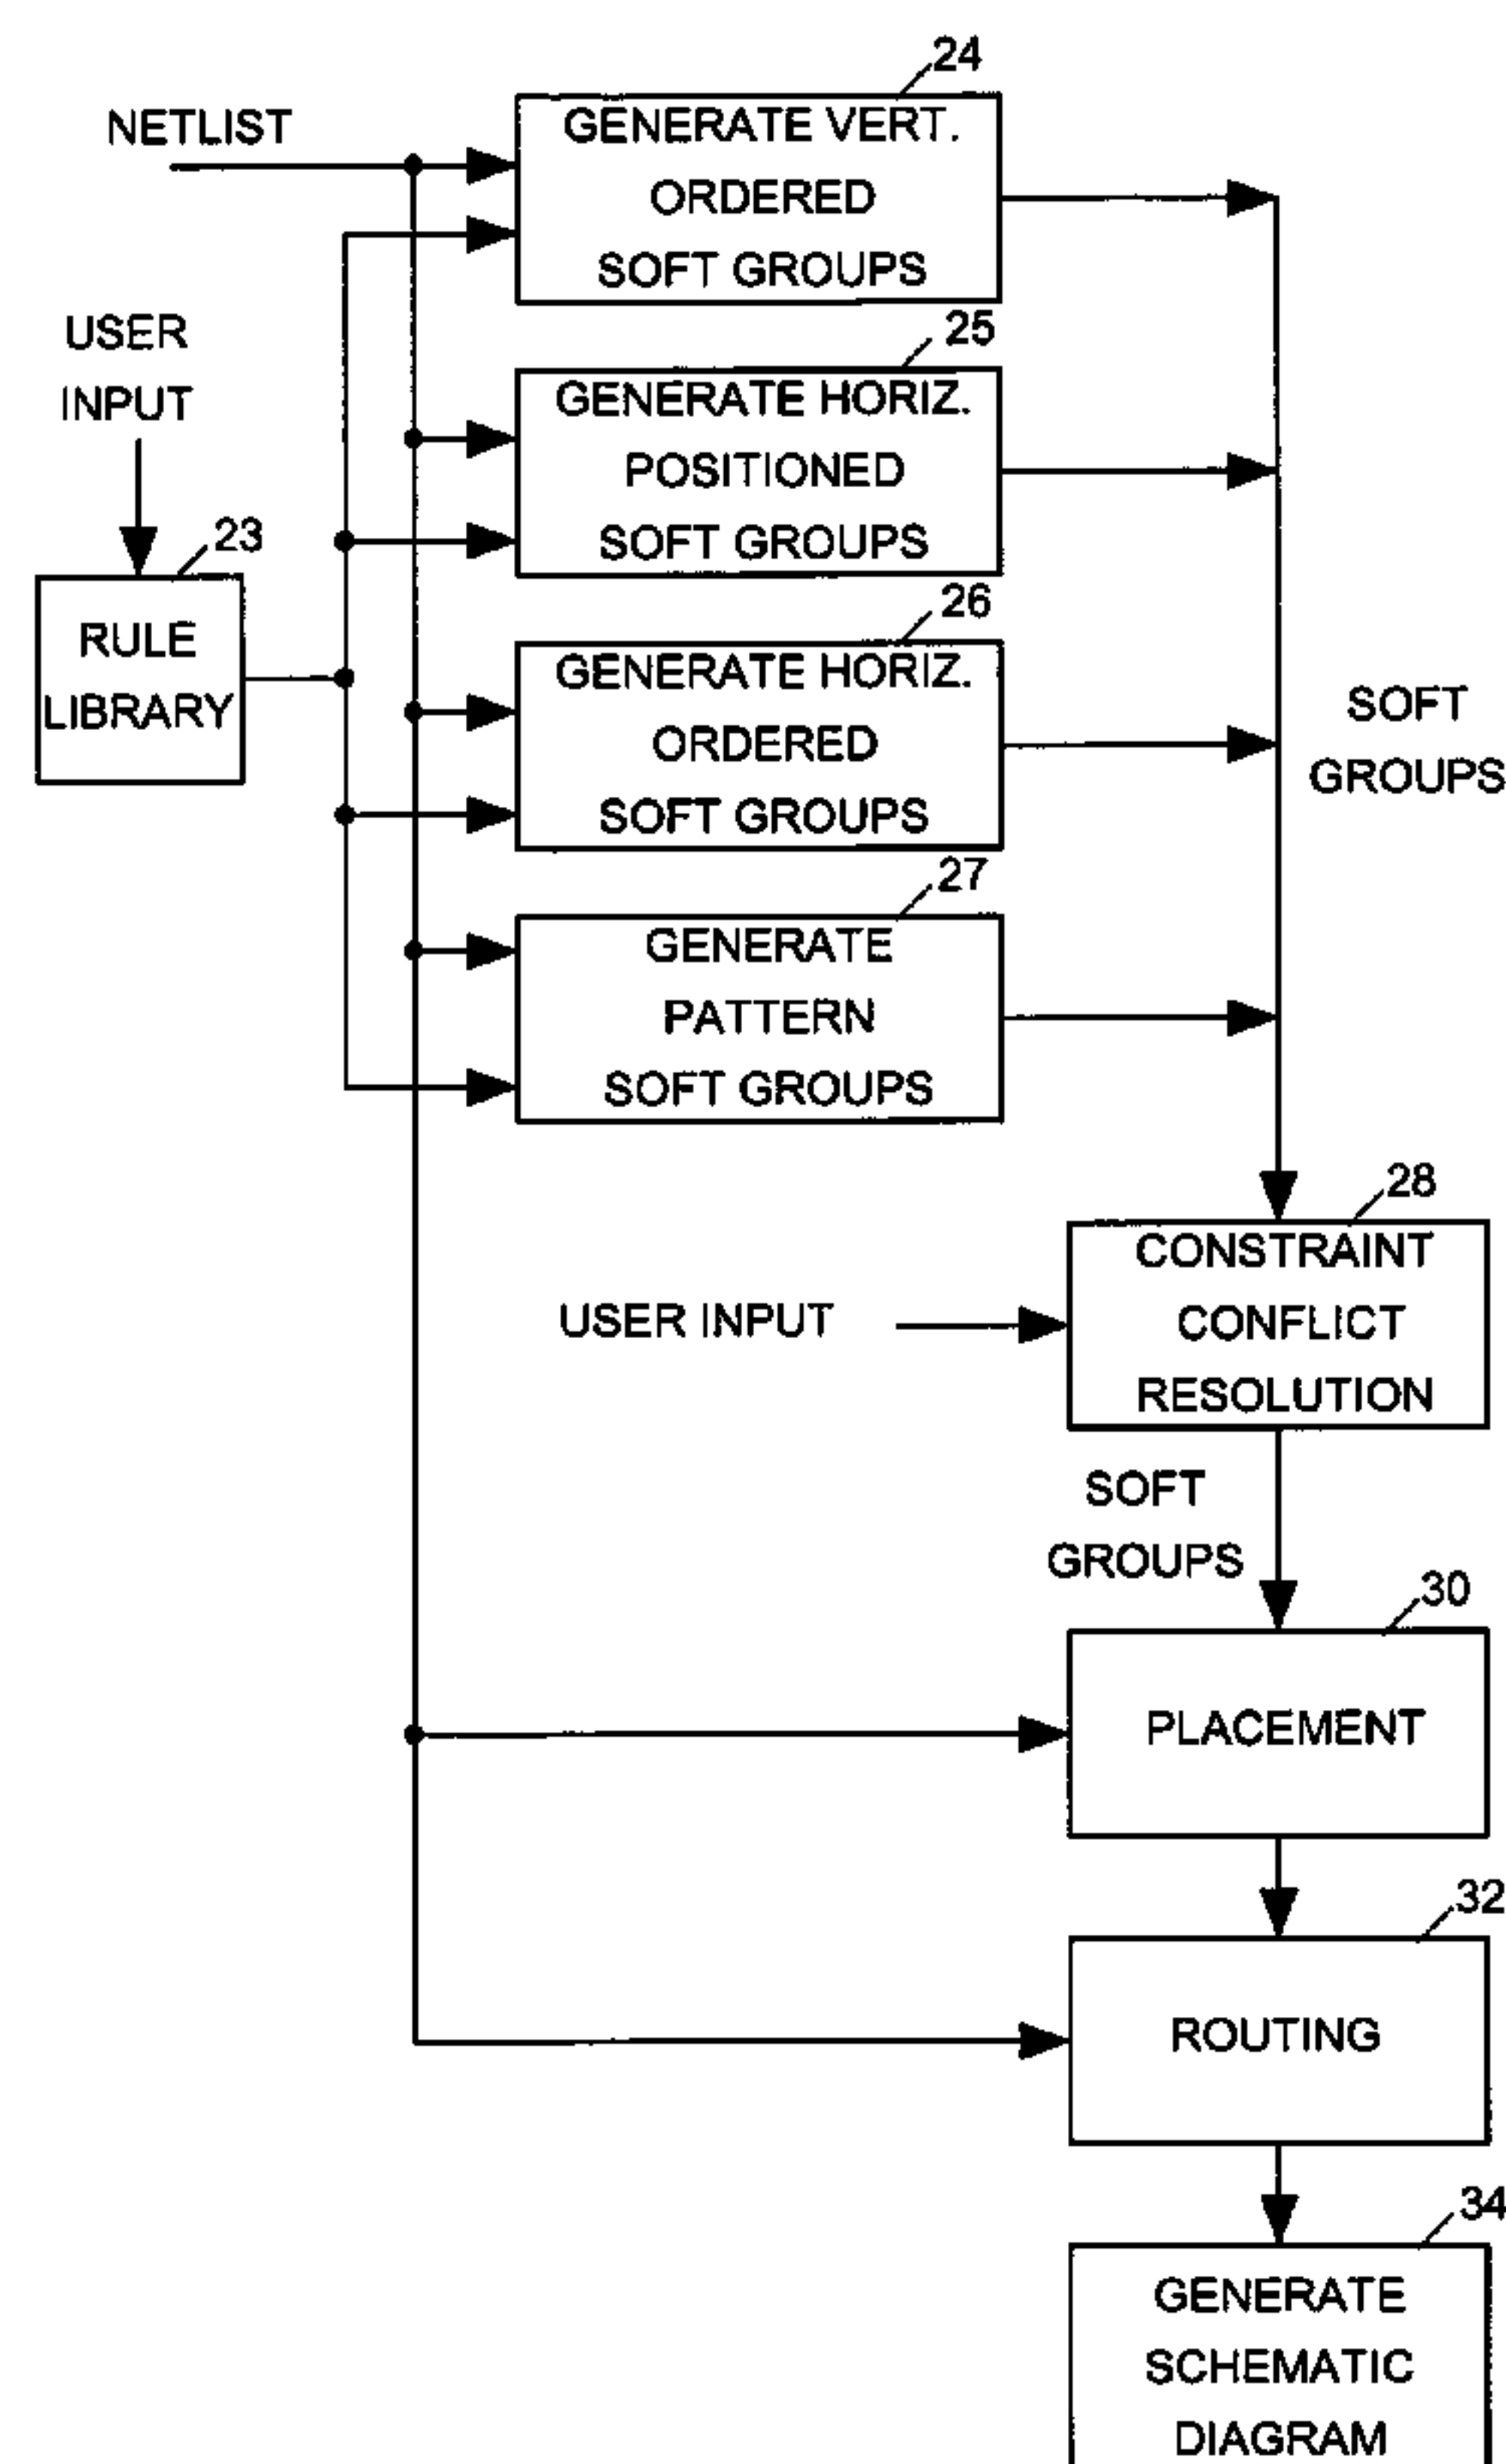 24
NETLIST
GENERATE VERT.
ORDERED
SOFT GROUPS
USER
INPUT
25
GENERATE HORIZ.
POSITIONED
SOFT GROUPS
23
RULE
LIBRARY
26
GENERATE HORIZ.
ORDERED
SOFT GROUPS
SOFT
GROUPS
27
GENERATE
PATTERN
SOFT GROUPS
28
CONSTRAINT
CONFLICT
RESOLUTION
USER INPUT
SOFT
GROUPS
30
PLACEMENT
32
ROUTING
34
GENERATE
SCHEMATIC
DIAGRAM